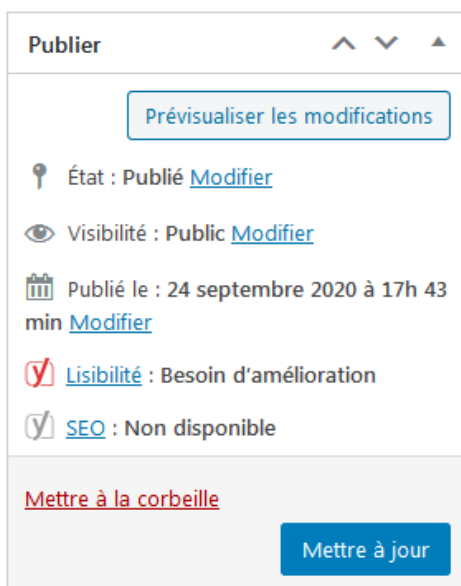 Publier
Prévisualiser les modifications
État : Publié Modifier
Visibilité : Public Modifier
Publié le : 24 septembre 2020 à 17h 43
min Modifier
Lisibilité : Besoin d'amélioration
SEO : Non disponible
Mettre à la corbeille
Mettre à jour